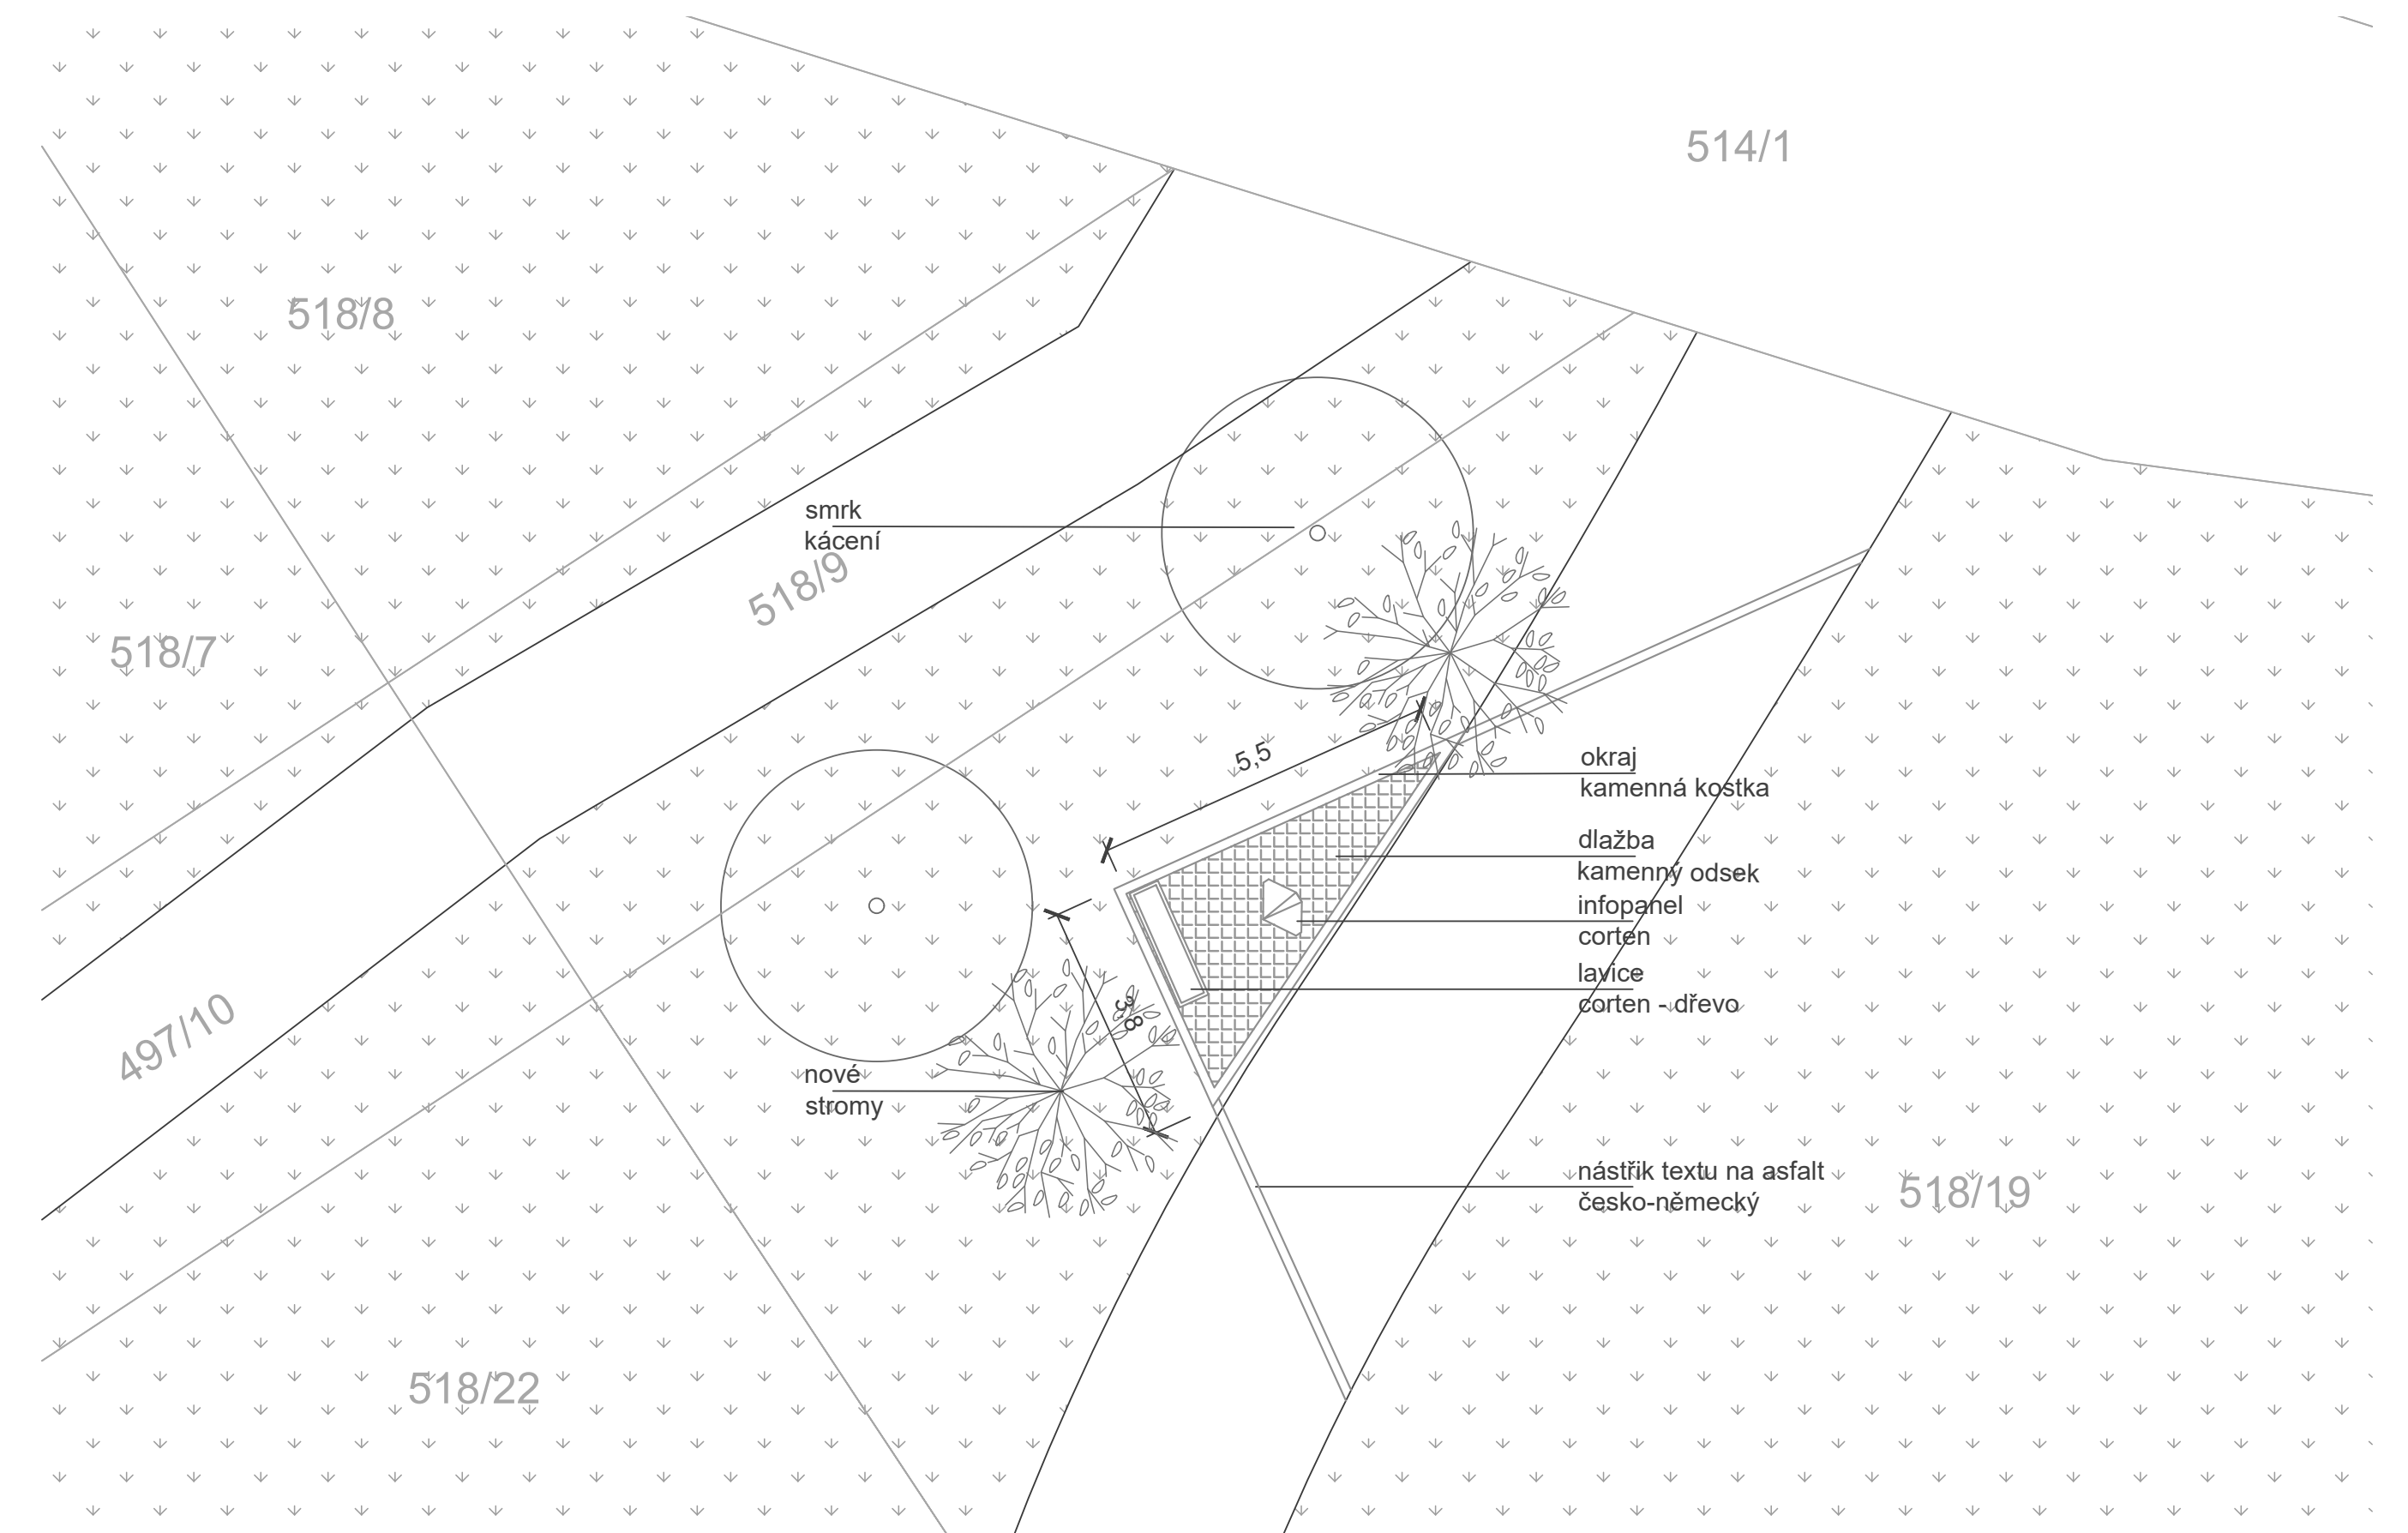 514/1
518/8
smrk
kácení
518/9
518/7
5,5
okraj
kamenná kostka
dlažba
kamenný odsek
infopanel
corten
lavice
corten - dřevo
3,8
497/10
nové
stromy
nástřik textu na asfalt
česko-německý
518/19
518/22